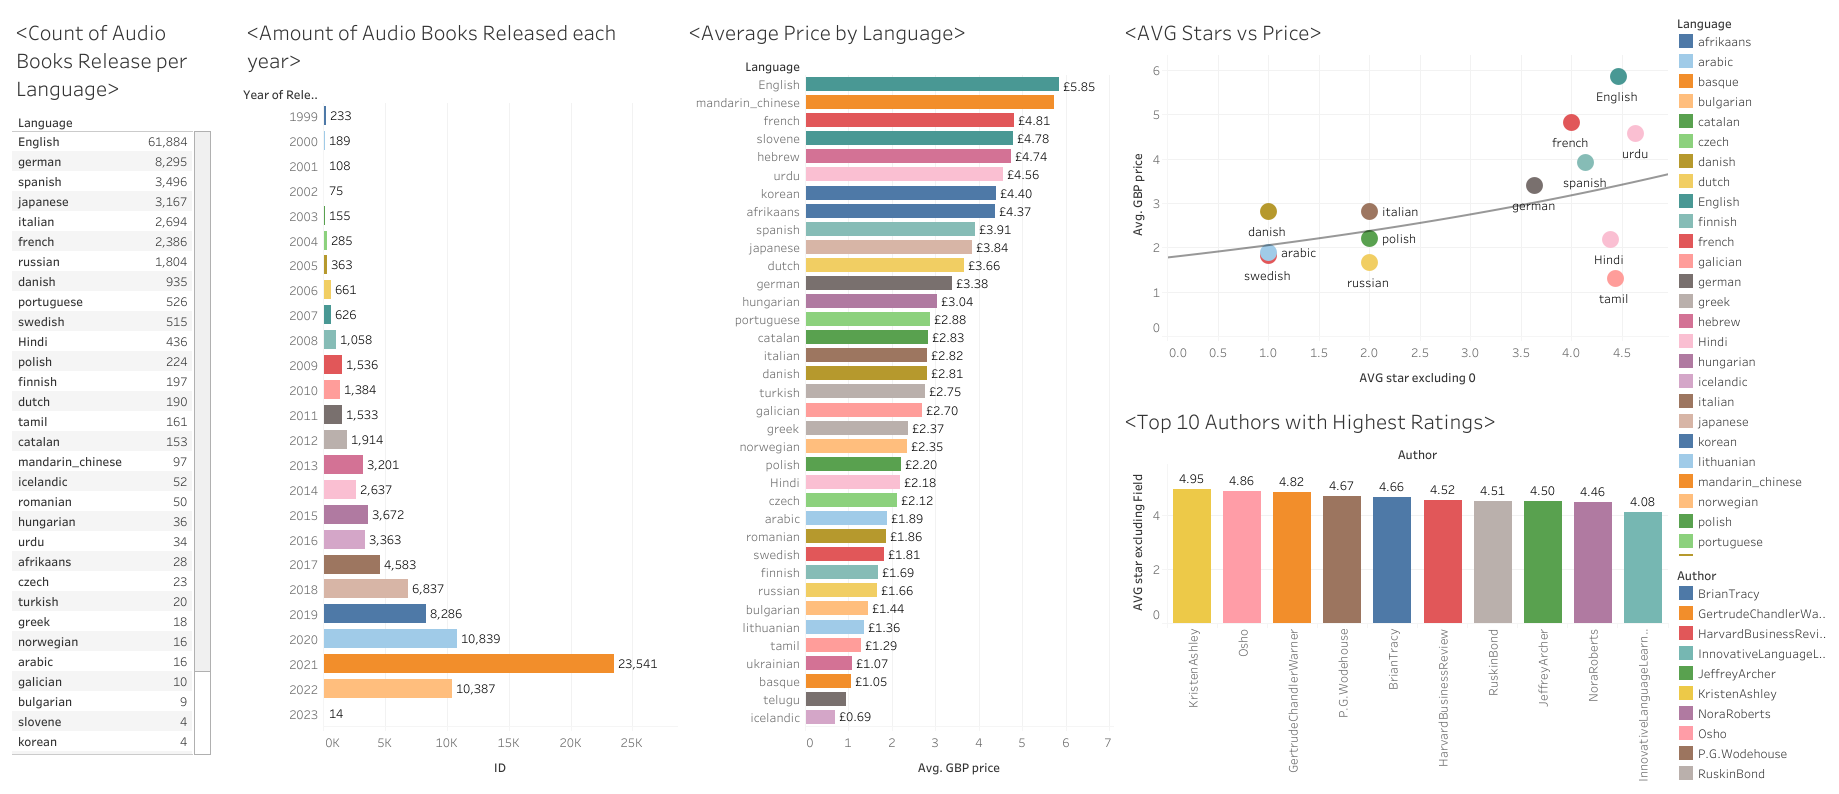 <Count of Audio
Books Release per
Language>
Language
English 61,884
german 8,295
spanish 3,496
japanese 3,167
italian 2,694
french 2,386
russian 1,804
danish 935
portuguese 526
swedish 515
Hindi 436
polish 224
finnish 197
dutch 190
tamil 161
catalan 153
mandarin_chinese 97
icelandic 52
romanian 50
hungarian 36
urdu 34
afrikaans 28
czech 23
turkish 20
greek 18
norwegian 16
arabic 16
galician 10
bulgarian 9
slovene 4
korean 4
<Amount of Audio Books Released each
year>
Year of Rele..
1999 233
2000 189
2001 108
2002 75
2003 155
2004 285
2005 363
2006 661
2007 626
2008 1,058
2009 1,536
2010 1,384
2011 1,533
2012 1,914
2013 3,201
2014 2,637
2015 3,672
2016 3,363
2017 4,583
2018 6,837
2019 8,286
2020 10,839
2021 23,541
2022 10,387
2023 14
0K 5K 10K 15K 20K 25K
ID
<Average Price by Language>
Language
English £5.85
mandarin_chinese
french £4.81
slovene £4.78
hebrew £4.74
urdu £4.56
korean £4.40
afrikaans £4.37
spanish £3.91
japanese £3.84
dutch £3.66
german £3.38
hungarian £3.04
portuguese £2.88
catalan £2.83
italian £2.82
danish £2.81
turkish £2.75
galician £2.70
greek £2.37
norwegian £2.35
polish £2.20
Hindi £2.18
czech £2.12
arabic £1.89
romanian £1.86
swedish £1.81
finnish £1.69
russian £1.66
bulgarian £1.44
lithuanian £1.36
tamil £1.29
ukrainian £1.07
basque £1.05
telugu
icelandic £0.69
0 1 2 3 4 5 6 7
Avg. GBP price
<AVG Stars vs Price>
Avg. GBP price
6
5
4
3
2
1
0
English
french
urdu
spanish
german
danish
italian
polish
arabic
swedish
russian
Hindi
tamil
0.0 0.5 1.0 1.5 2.0 2.5 3.0 3.5 4.0 4.5
AVG star excluding 0
<Top 10 Authors with Highest Ratings>
Author
AVG star excluding Field
4
2
0
4.95 4.86 4.82 4.67 4.66 4.52 4.51 4.50 4.46 4.08
KristenAshley
Osho
GertrudeChandlerWarner
P.G.Wodehouse
BrianTracy
HarvardBusinessReview
RuskinBond
JeffreyArcher
NoraRoberts
InnovativeLanguageLearn..
Language
afrikaans
arabic
basque
bulgarian
catalan
czech
danish
dutch
English
finnish
french
galician
german
greek
hebrew
Hindi
hungarian
icelandic
italian
japanese
korean
lithuanian
mandarin_chinese
norwegian
polish
portuguese
Author
BrianTracy
GertrudeChandlerWa..
HarvardBusinessRevi..
InnovativeLanguageL..
JeffreyArcher
KristenAshley
NoraRoberts
Osho
P.G.Wodehouse
RuskinBond